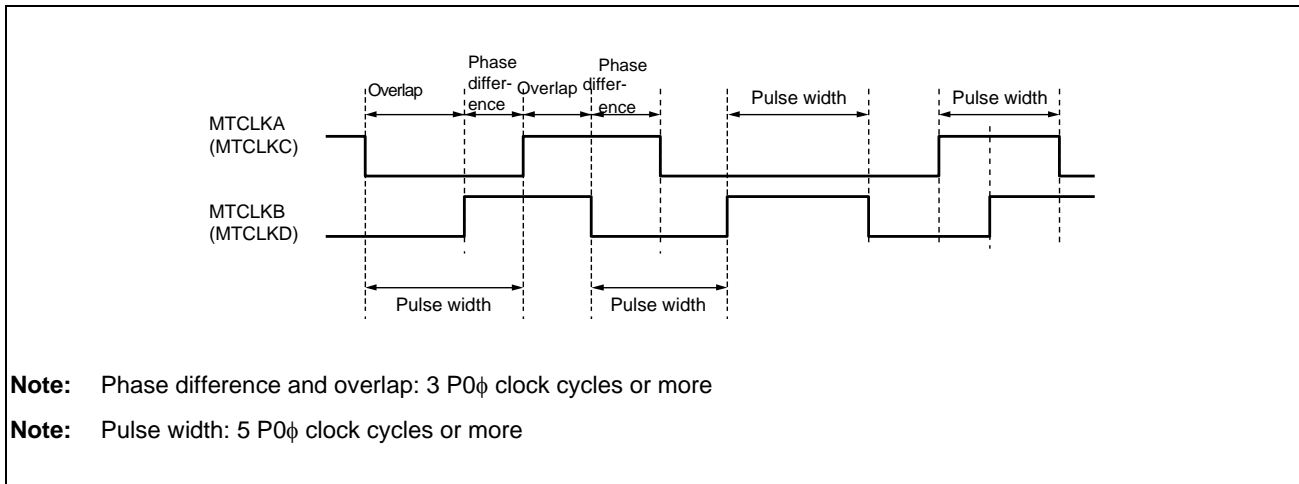 Phase
differ-
ence
Phase
differ-
ence
Overlap
Overlap
Pulse width
Pulse width
MTCLKA
(MTCLKC)
MTCLKB
(MTCLKD)
Pulse width
Pulse width
Note: Phase difference and overlap: 3 P0ϕ clock cycles or more
Note: Pulse width: 5 P0ϕ clock cycles or more